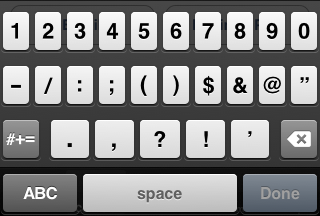 1 2 3 4 5 6 7 8 9 0
- / : ; ( ) $ & @ "
#+= . , ? ! '
ABC space Done